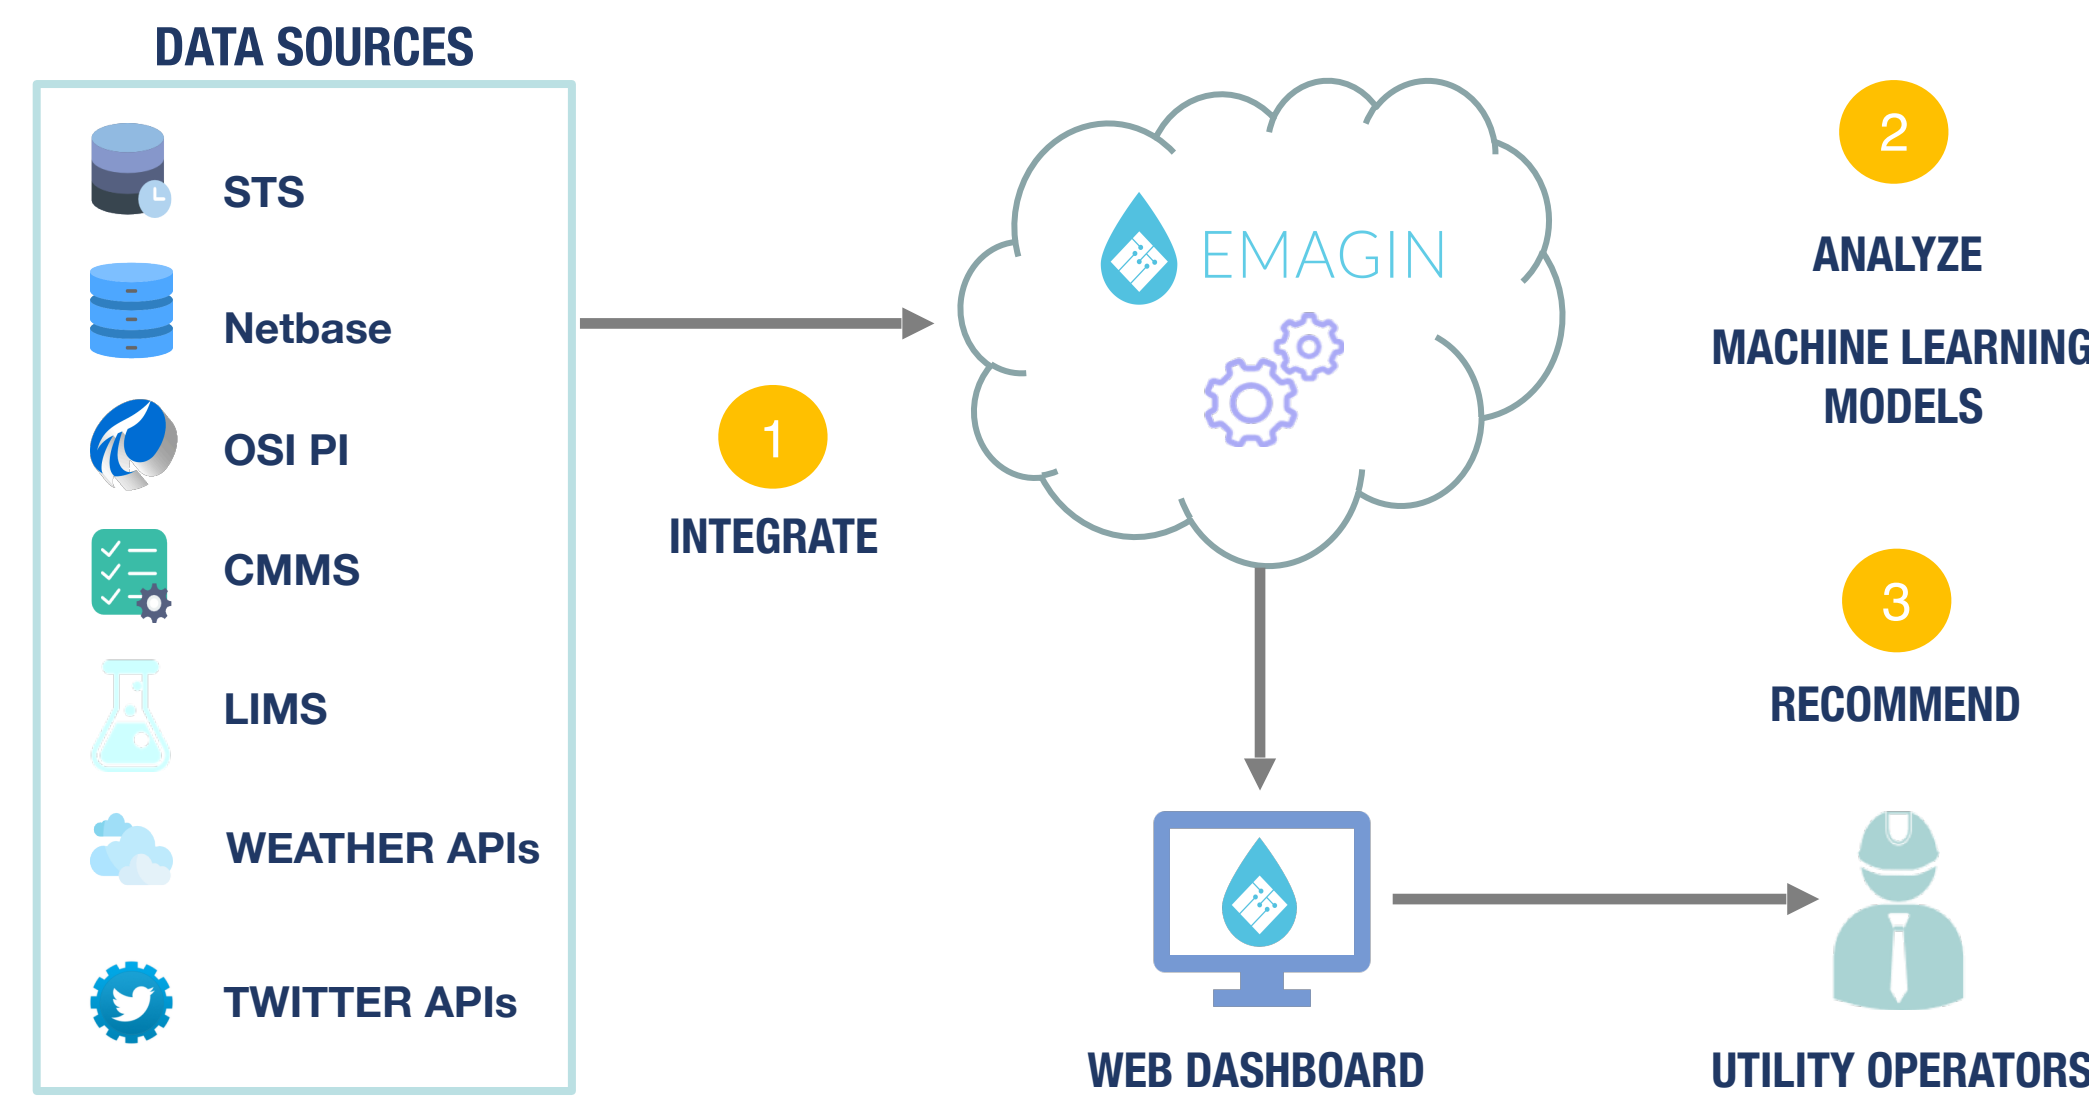 DATA SOURCES
STS
Netbase
OSI PI
CMMS
LIMS
WEATHER APIs
TWITTER APIs
1
INTEGRATE
EMAGIN
2
ANALYZE
MACHINE LEARNING
MODELS
3
RECOMMEND
WEB DASHBOARD
UTILITY OPERATORS